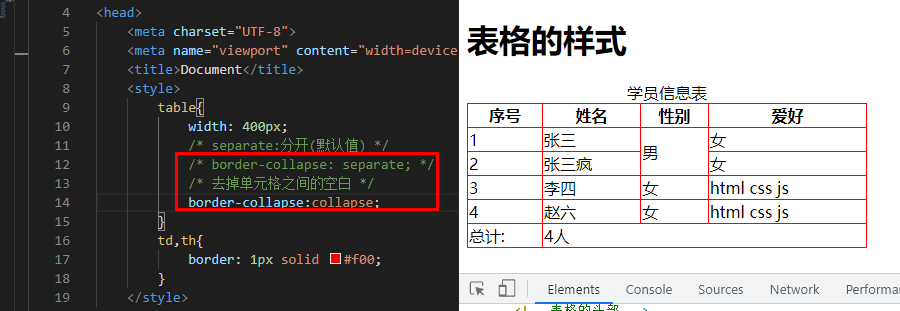 4 <head>
5 <meta charset="UTF-8">
6 <meta name="viewport" content="width=device
7 <title>Document</title>
8 <style>
9 table{
10 width: 400px;
11 /* separate:分开(默认值) */
12 /* border-collapse: separate; */
13 /* 去掉单元格之间的空白 */
14 border-collapse:collapse;
15 }
16 td,th{
17 border: 1px solid #f00;
18 }
19 </style>
表格的样式
学员信息表
序号 姓名 性别 爱好
1 张三 男 女
2 张三疯 女
3 李四 女 html css js
4 赵六 女 html css js
总计: 4人
Elements Console Sources Network Performa